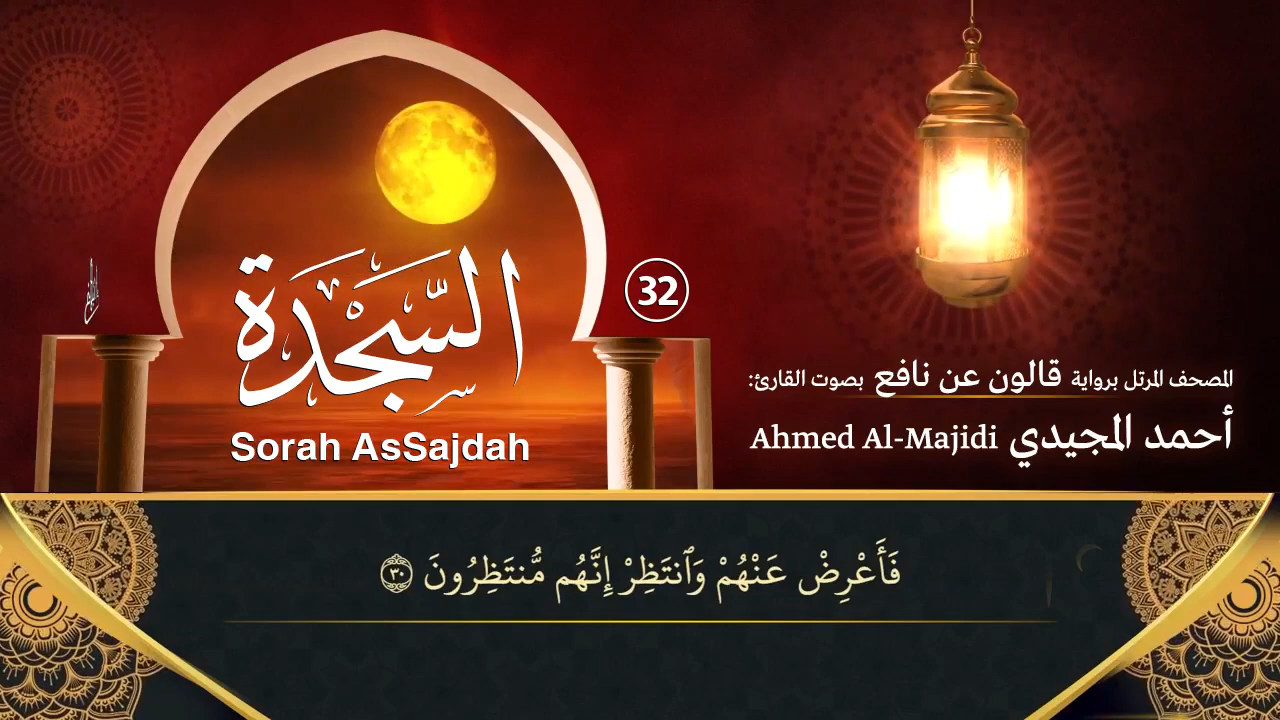 السَّجْدَة
Sorah AsSajdah
32
المصحف المرتل برواية قالون عن نافع بصوت القارئ:
أحمد المجيدي Ahmed Al-Majidi
فَأَعْرِضْ عَنْهُمْ وَٱنتَظِرْ إِنَّهُم مُّنتَظِرُونَ ٣٠